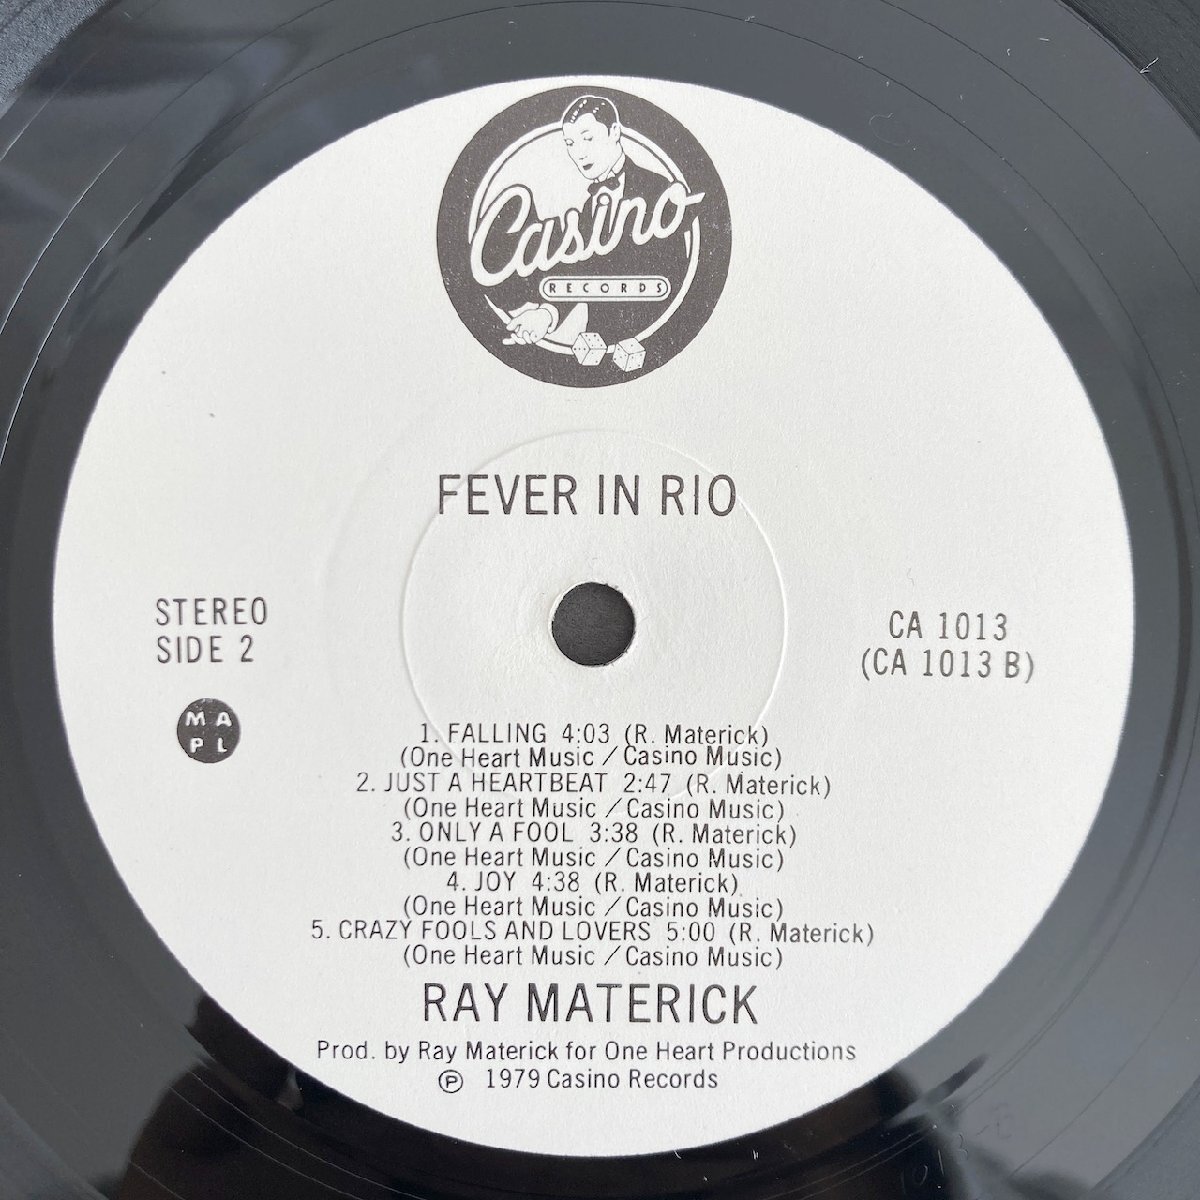 Casino
RECORDS
FEVER IN RIO
STEREO
SIDE 2
CA 1013
(CA 1013 B)
M A
P L
1. FALLING 4:03 (R. Materick)
(One Heart Music / Casino Music)
2. JUST A HEARTBEAT 2:47 (R. Materick)
(One Heart Music / Casino Music)
3. ONLY A FOOL 3:38 (R. Materick)
(One Heart Music / Casino Music)
4. JOY 4:38 (R. Materick)
(One Heart Music / Casino Music)
5. CRAZY FOOLS AND LOVERS 5:00 (R. Materick)
(One Heart Music / Casino Music)
RAY MATERICK
Prod. by Ray Materick for One Heart Productions
Ⓟ 1979 Casino Records